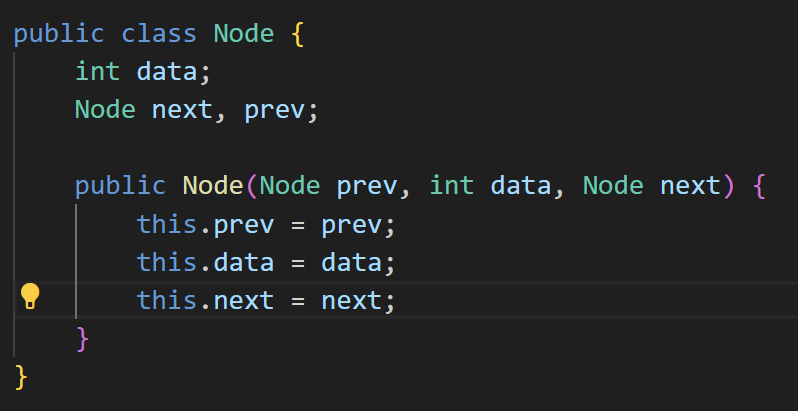 public class Node {
    int data;
    Node next, prev;

    public Node(Node prev, int data, Node next) {
        this.prev = prev;
        this.data = data;
        this.next = next;
    }
}